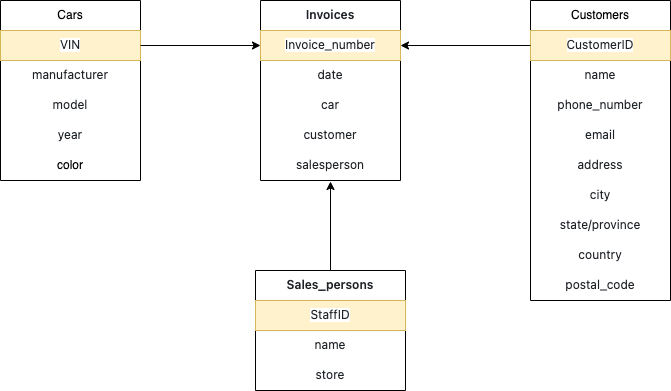 Cars
VIN
manufacturer
model
year
color
Invoices
Invoice_number
date
car
customer
salesperson
Customers
CustomerID
name
phone_number
email
address
city
state/province
country
postal_code
Sales_persons
StaffID
name
store